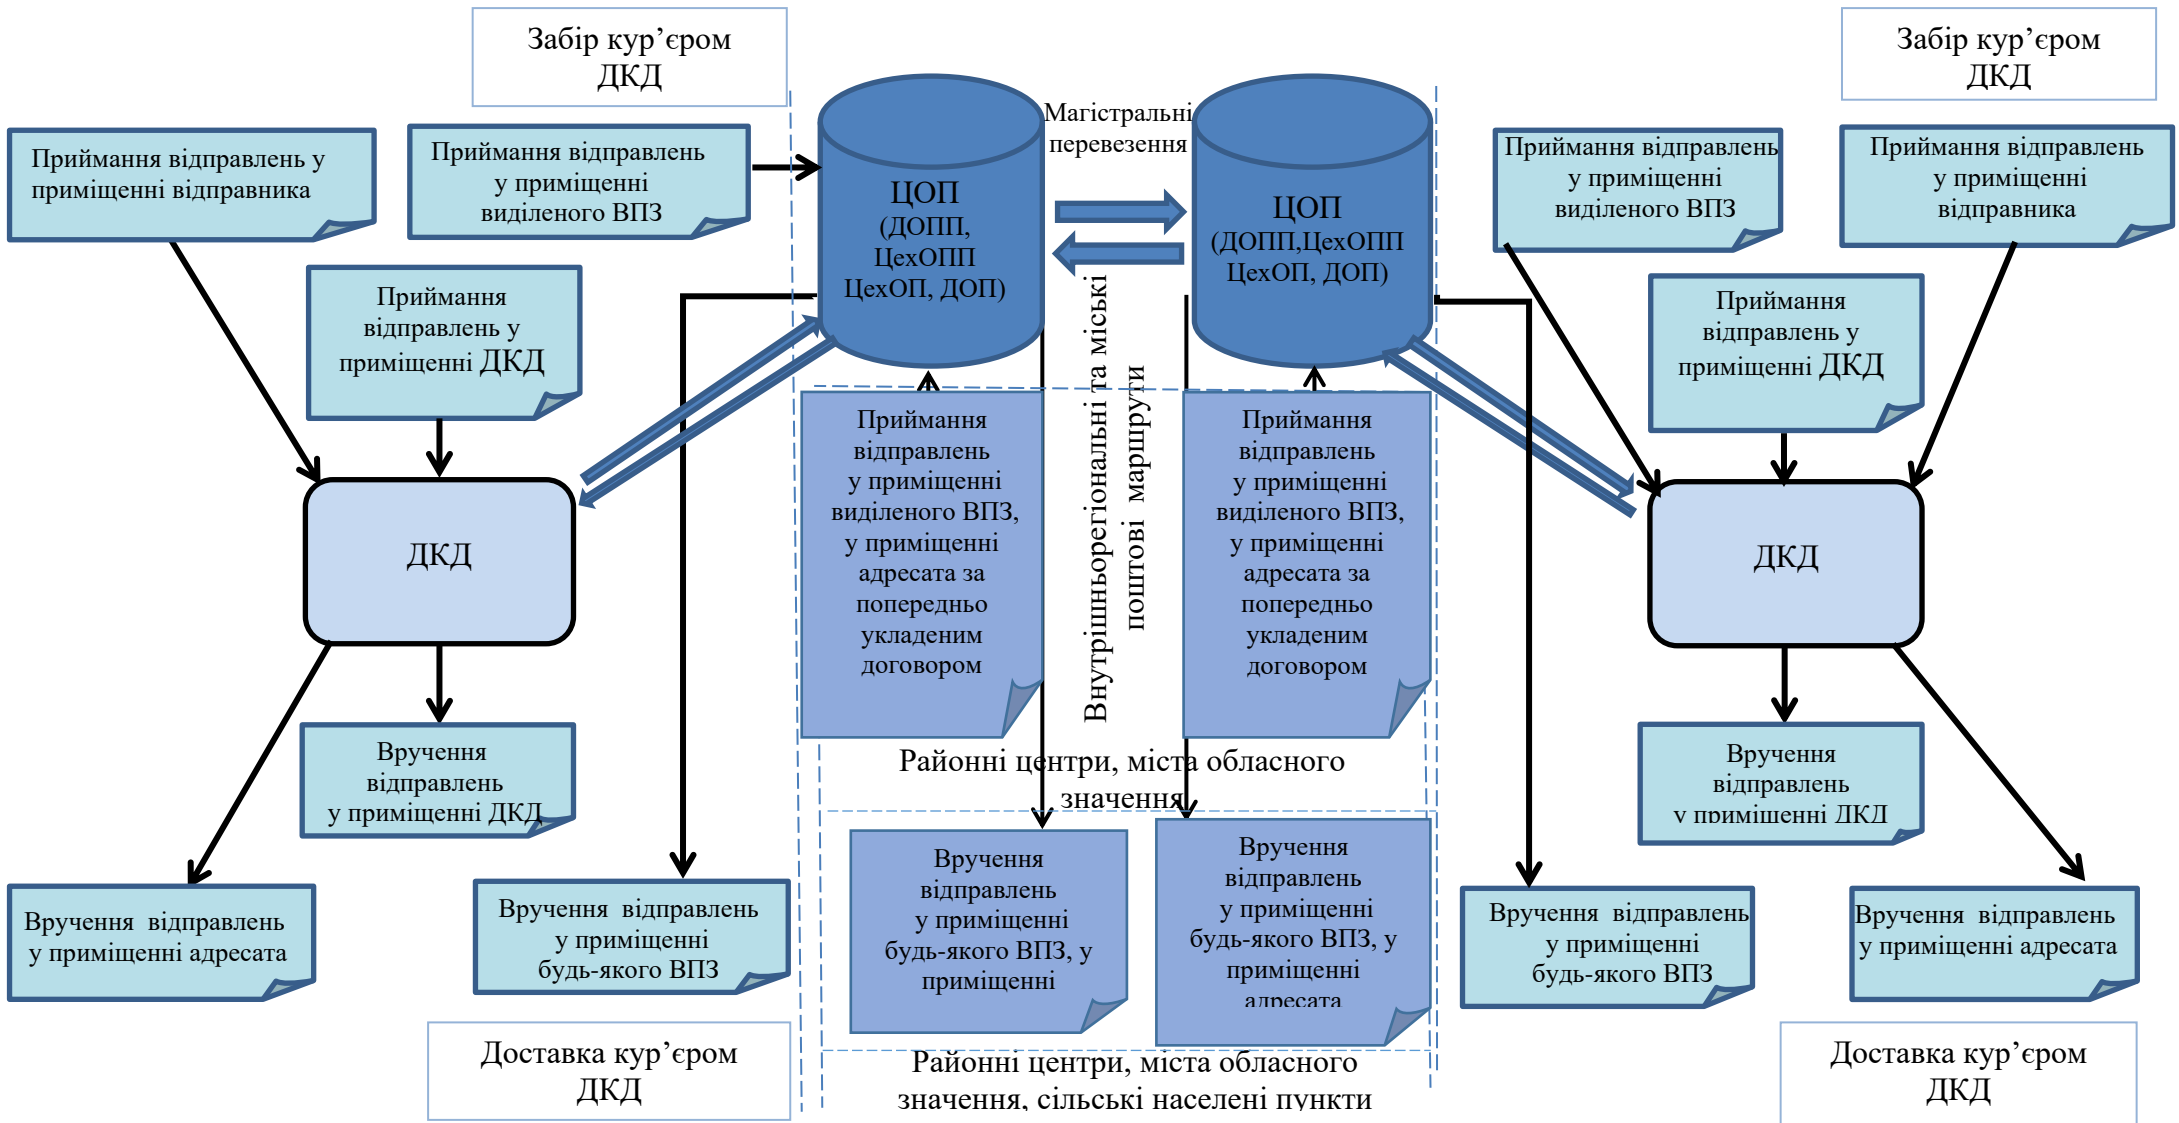 Забір кур’єром
ДКД
Забір кур’єром
ДКД
Приймання відправлень у
приміщенні відправника
Приймання відправлень
у приміщенні
виділеного ВПЗ
Магістральні
перевезення
Приймання відправлень
у приміщенні
виділеного ВПЗ
Приймання відправлень
у приміщенні
відправника
ЦОП
(ДОПП,
ЦехОПП
ЦехОП, ДОП)
ЦОП
(ДОПП,ЦехОПП
ЦехОП, ДОП)
Приймання
відправлень у
приміщенні ДКД
Приймання
відправлень у
приміщенні ДКД
Внутрішньорегіональні та міські
поштові маршрути
Приймання
відправлень
у приміщенні
виділеного ВПЗ,
у приміщенні
адресата за
попередньо
укладеним
договором
Приймання
відправлень
у приміщенні
виділеного ВПЗ,
у приміщенні
адресата за
попередньо
укладеним
договором
ДКД
ДКД
Вручення
відправлень
у приміщенні ДКД
Районні центри, міста обласного
значення
Вручення
відправлень
у приміщенні ДКД
Вручення відправлень
у приміщенні адресата
Вручення відправлень
у приміщенні
будь-якого ВПЗ
Вручення
відправлень
у приміщенні
будь-якого ВПЗ, у
приміщенні
Вручення
відправлень
у приміщенні
будь-якого ВПЗ, у
приміщенні
адресата
Вручення відправлень
у приміщенні
будь-якого ВПЗ
Вручення відправлень
у приміщенні адресата
Доставка кур’єром
ДКД
Районні центри, міста обласного
значення, сільські населені пункти
Доставка кур’єром
ДКД